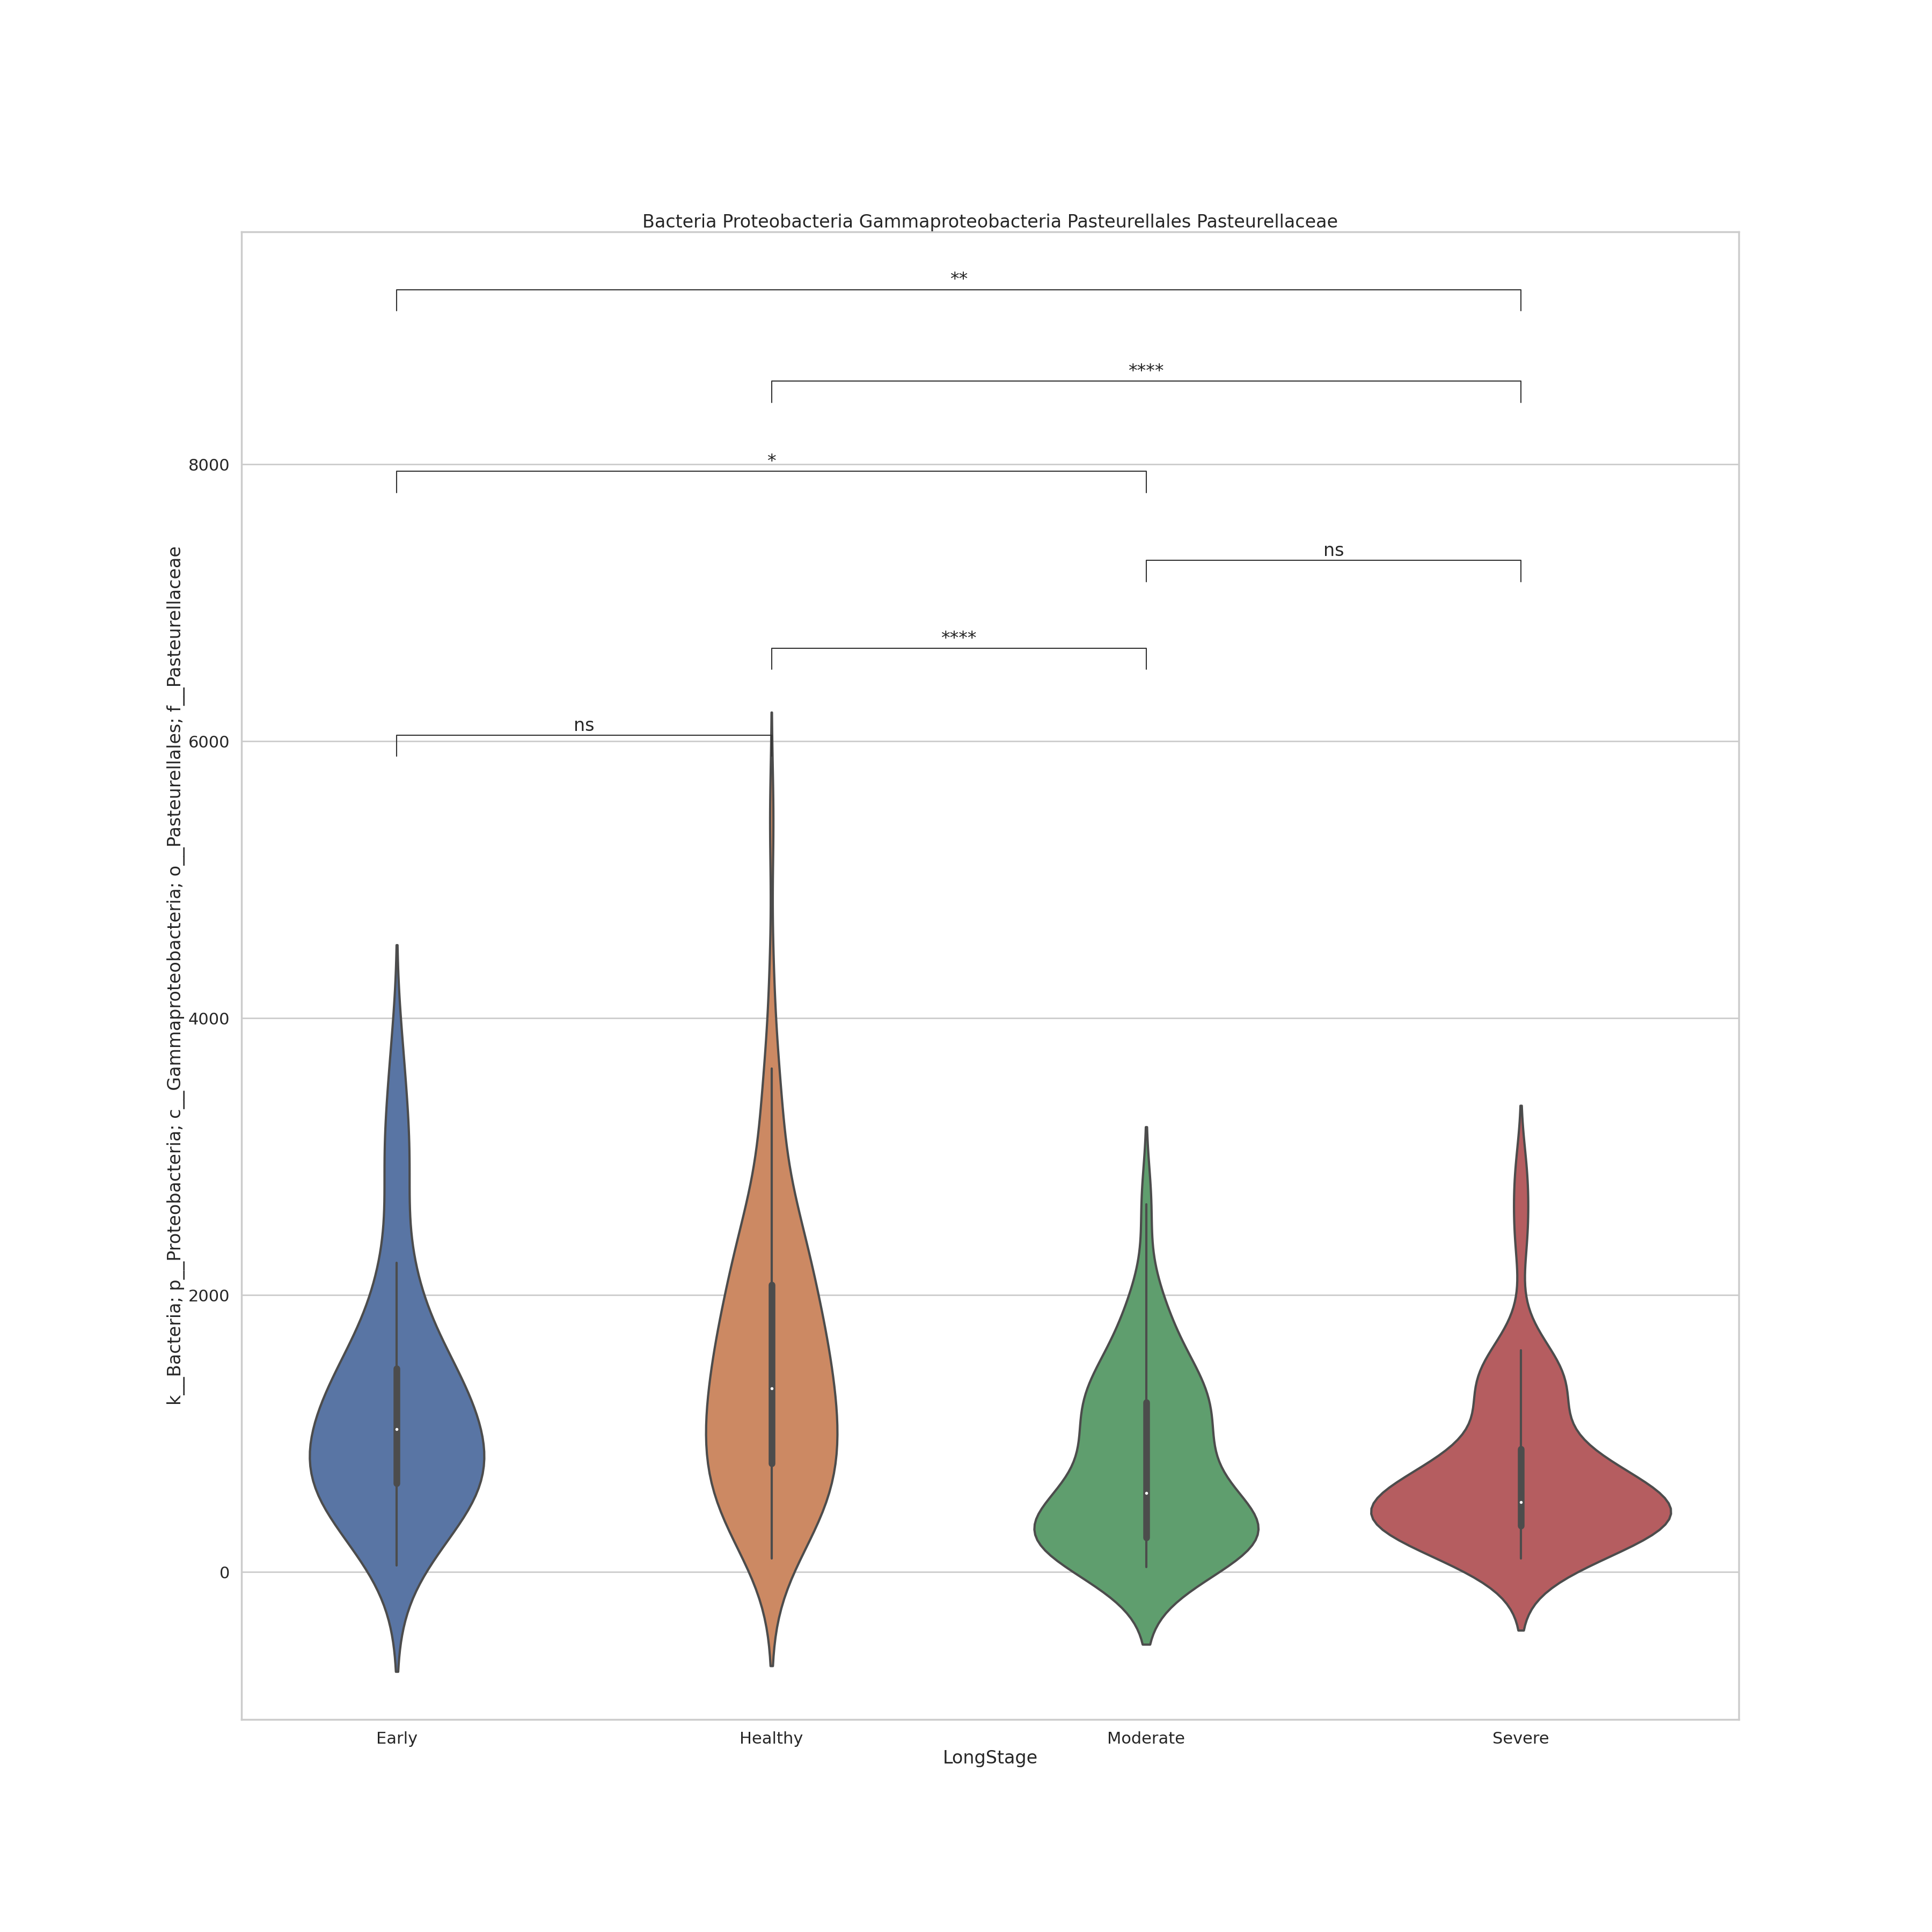 Bacteria Proteobacteria Gammaproteobacteria Pasteurellales Pasteurellaceae
**
****
*
ns
****
ns
8000
6000
4000
2000
0
k__Bacteria; p__Proteobacteria; c__Gammaproteobacteria; o__Pasteurellales; f__Pasteurellaceae
Early Healthy Moderate Severe
LongStage